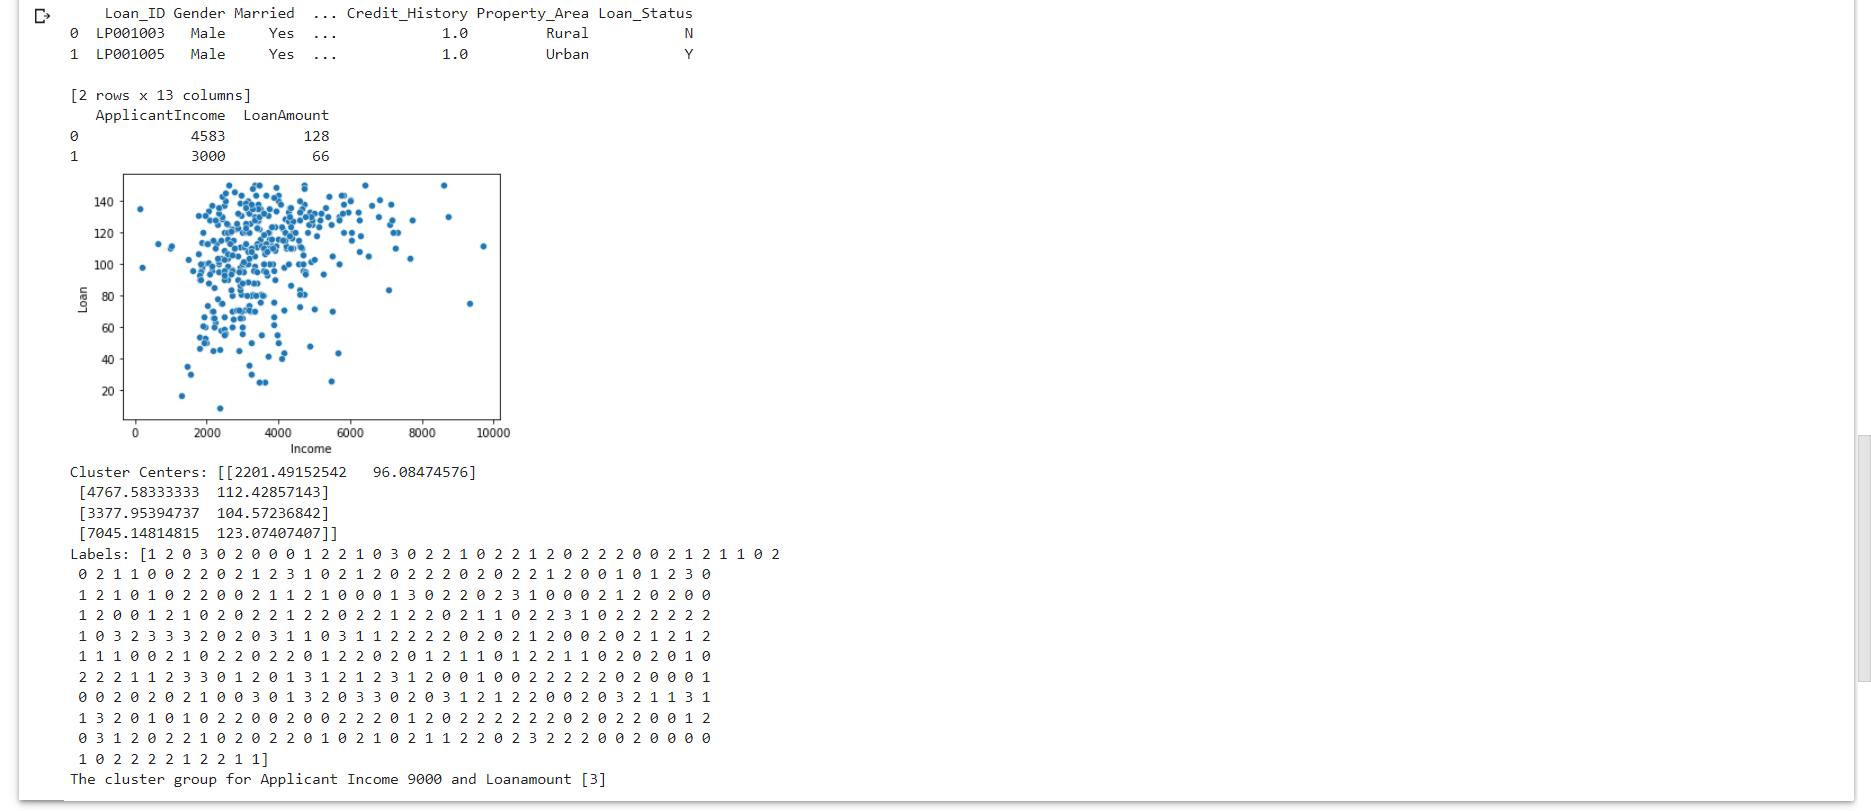 Loan_ID Gender Married ... Credit_History Property_Area Loan_Status
0 LP001003 Male Yes ... 1.0 Rural N
1 LP001005 Male Yes ... 1.0 Urban Y
[2 rows x 13 columns]
ApplicantIncome LoanAmount
0 4583 128
1 3000 66
140
120
100
80
60
40
20
Loan
0 2000 4000 6000 8000 10000
Income
Cluster Centers: [[2201.49152542 96.08474576]
[4767.58333333 112.42857143]
[3377.95394737 104.57236842]
[7045.14814815 123.07407407]]
Labels: [1 2 0 3 0 2 0 0 0 1 2 2 1 0 3 0 2 2 1 0 2 2 1 2 0 2 2 2 0 0 2 1 2 1 1 0 2
0 2 1 1 0 0 2 2 0 2 1 2 3 1 0 2 1 2 0 2 2 2 0 2 0 2 2 1 2 0 0 1 0 1 2 3 0
1 2 1 0 1 0 2 2 0 0 2 1 1 2 1 0 0 0 1 3 0 2 2 0 2 3 1 0 0 0 2 1 2 0 2 0 0
1 2 0 0 1 2 1 0 2 0 2 2 1 2 2 0 2 2 1 2 2 0 2 1 1 0 2 2 3 1 0 2 2 2 2 2 2
1 0 3 2 3 3 3 2 0 2 0 3 1 1 0 3 1 1 2 2 2 2 0 2 0 2 1 2 0 0 2 0 2 1 2 1 2
1 1 1 0 0 2 1 0 2 2 0 2 2 0 1 2 2 0 2 0 1 2 1 1 0 1 2 2 1 1 0 2 0 2 0 1 0
2 2 2 1 1 2 3 3 0 1 2 0 1 3 1 2 1 2 3 1 2 0 0 1 0 0 2 2 2 2 2 0 2 0 0 0 1
0 0 2 0 2 0 2 1 0 0 3 0 1 3 2 0 3 3 0 2 0 3 1 2 1 2 2 0 0 2 0 3 2 1 1 3 1
1 3 2 0 1 0 1 0 2 2 0 0 2 0 0 2 2 2 0 1 2 0 2 2 2 2 2 2 0 2 0 2 2 0 0 1 2
0 3 1 2 0 2 2 1 0 2 0 2 2 0 1 0 2 1 0 2 1 1 2 2 0 2 3 2 2 2 0 0 2 0 0 0 0
1 0 2 2 2 2 1 2 2 1 1]
The cluster group for Applicant Income 9000 and Loanamount [3]